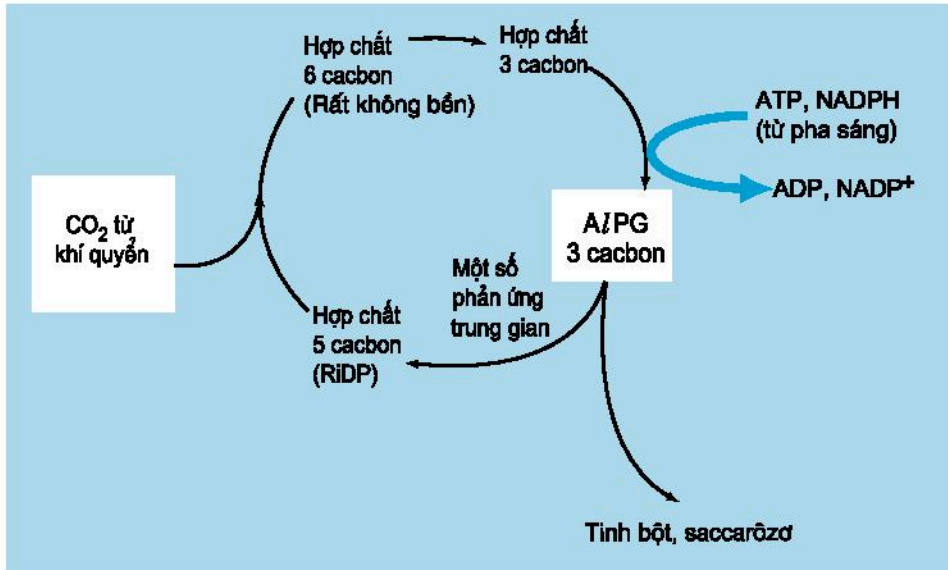 Hợp chất
6 cacbon
(Rất không bền)
Hợp chất
3 cacbon
ATP, NADPH
(từ pha sáng)
ADP, NADP⁺
CO₂ từ
khí quyển
AlPG
3 cacbon
Một số
phản ứng
trung gian
Hợp chất
5 cacbon
(RiDP)
Tinh bột, saccarôzơ